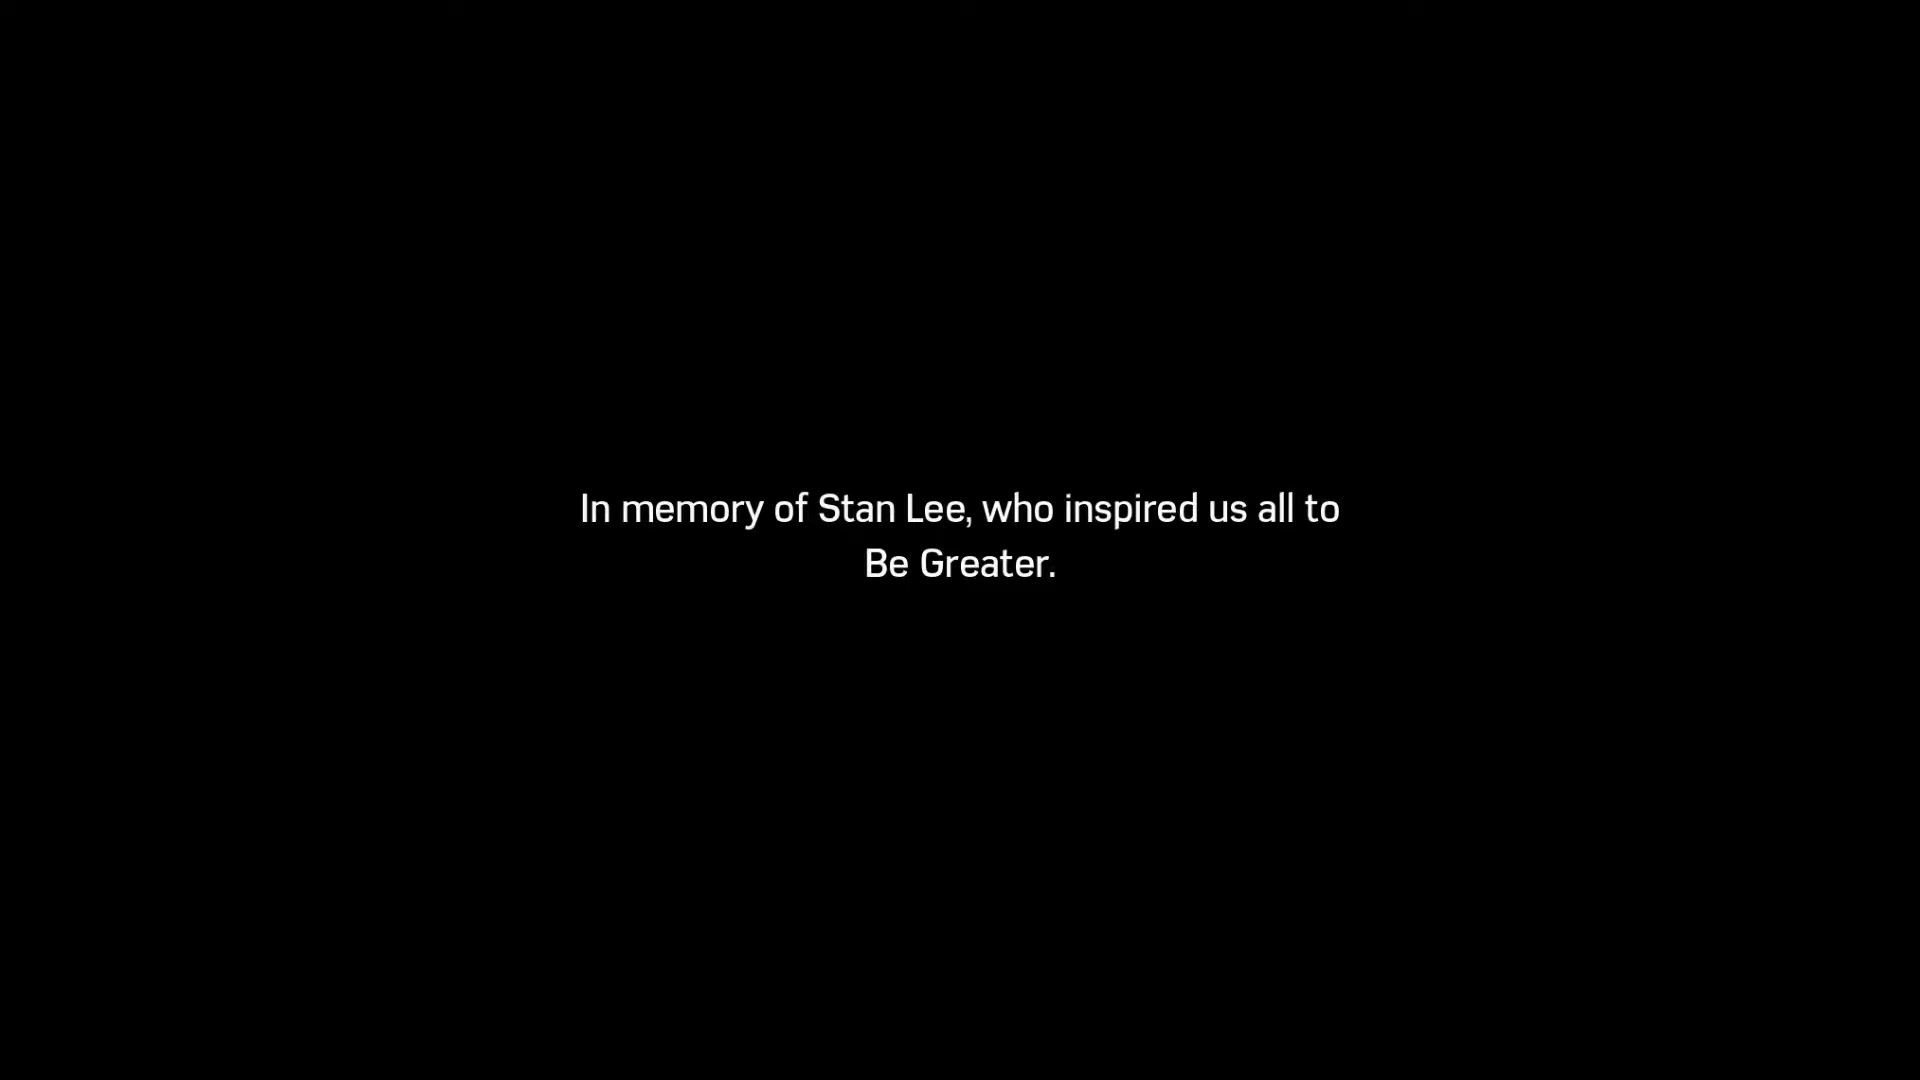 In memory of Stan Lee, who inspired us all to
Be Greater.